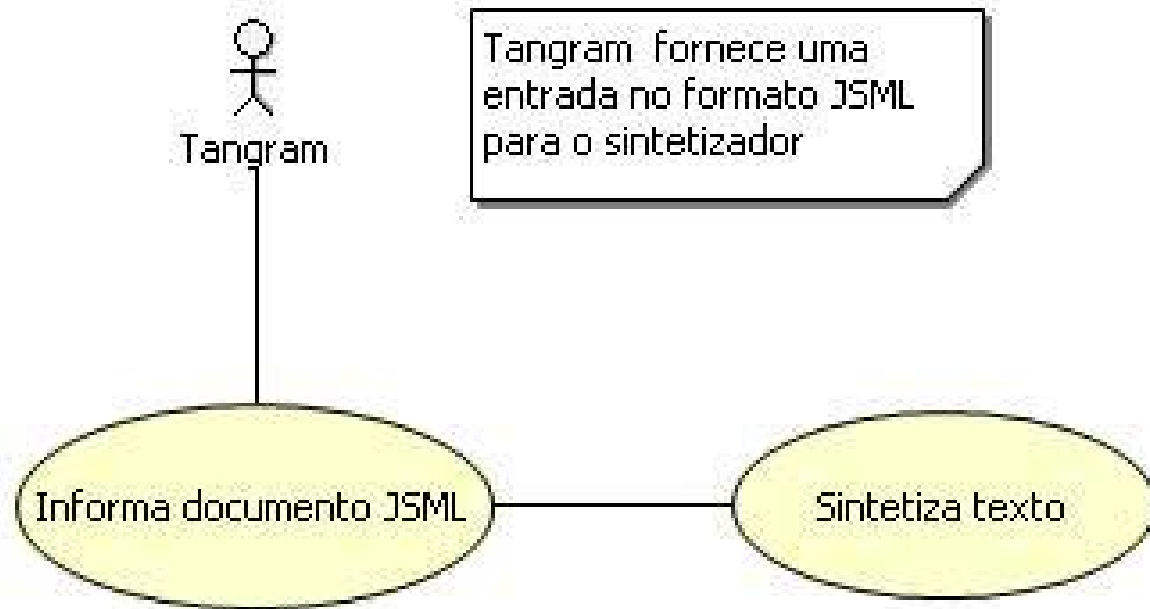 Tangram fornece uma
entrada no formato JSML
para o sintetizador
Tangram
Informa documento JSML
Sintetiza texto